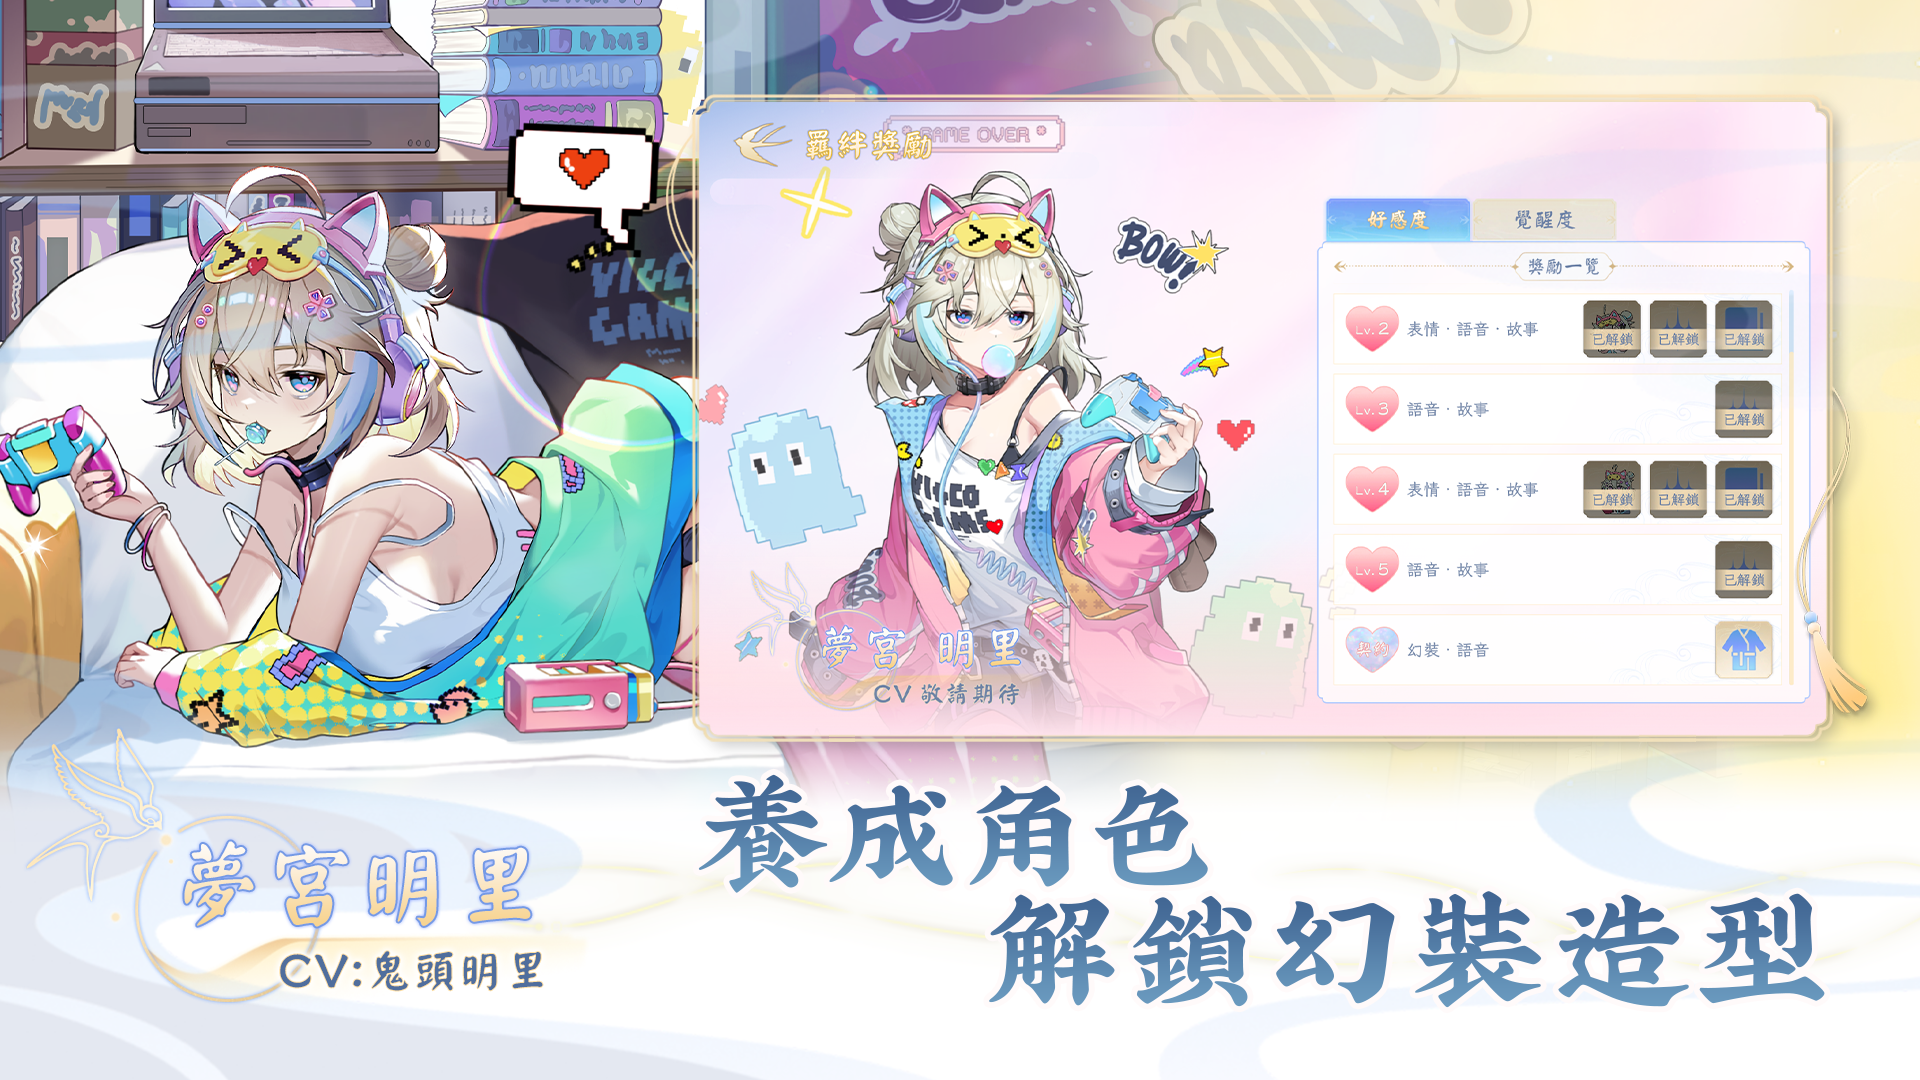 羈絆獎勵
GAME OVER
BOW!
好感度
覺醒度
獎勵一覽
Lv.2 表情·語音·故事
已解鎖 已解鎖 已解鎖
Lv.3 語音·故事
已解鎖
Lv.4 表情·語音·故事
已解鎖 已解鎖 已解鎖
Lv.5 語音·故事
已解鎖
契約 幻裝·語音
夢宮 明里
CV 敬請期待
養成角色
解鎖幻裝造型
夢宮明里
CV:鬼頭明里